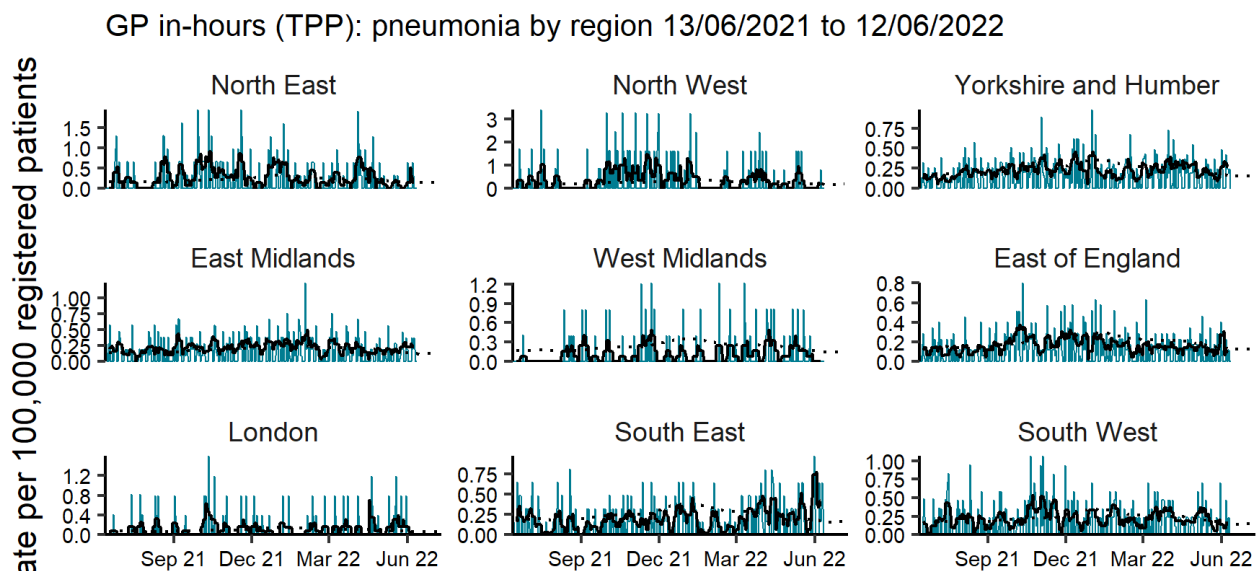 GP in-hours (TPP): pneumonia by region 13/06/2021 to 12/06/2022
per 100,000 registered patients
North East
1.5
1.0
0.5
0.0
North West
3
2
1
0
Yorkshire and Humber
0.75
0.50
0.25
0.00
East Midlands
1.00
0.75
0.50
0.25
0.00
West Midlands
1.2
0.9
0.6
0.3
0.0
East of England
0.8
0.6
0.4
0.2
0.0
London
1.2
0.8
0.4
0.0
Sep 21 Dec 21 Mar 22 Jun 22
South East
0.75
0.50
0.25
0.00
Sep 21 Dec 21 Mar 22 Jun 22
South West
1.00
0.75
0.50
0.25
0.00
Sep 21 Dec 21 Mar 22 Jun 22